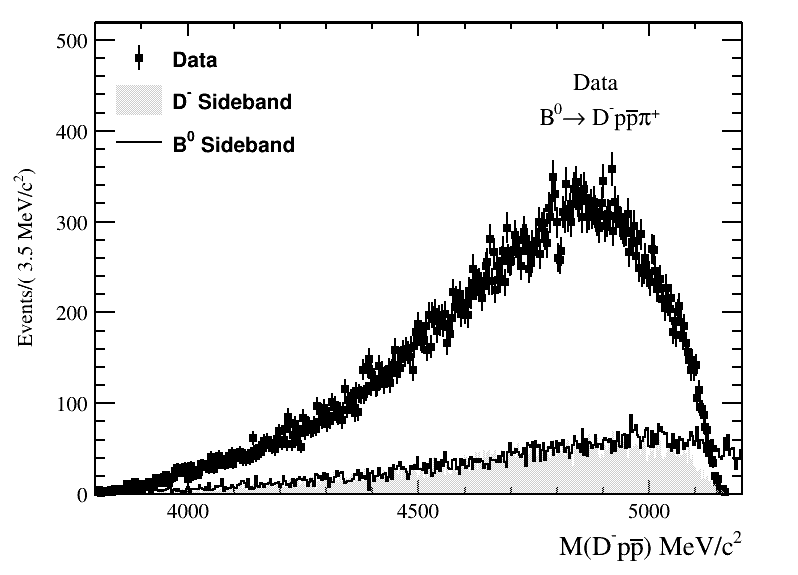 500
400
300
200
100
0
Events/( 3.5 MeV/c²)
Data
D⁻ Sideband
B⁰ Sideband
Data
B⁰→ D⁻pp̅π⁺
4000
4500
5000
M(D⁻pp̅) MeV/c²